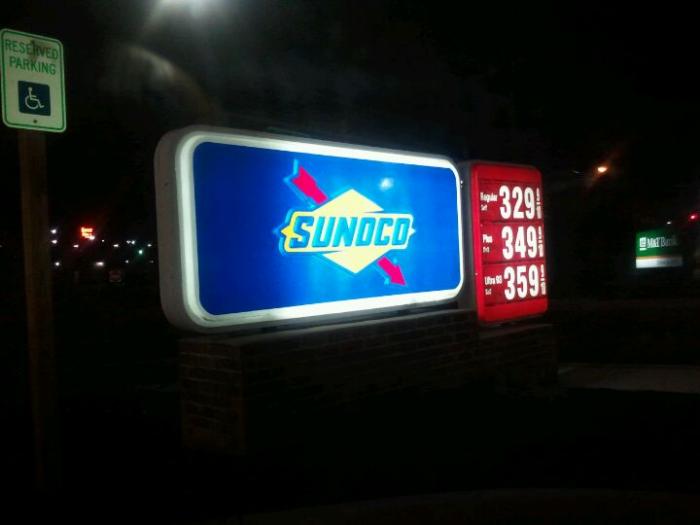 RESERVED
PARKING
SUNOCO
Regular
329
Plus
349
Ultra 93
359
M&T Bank